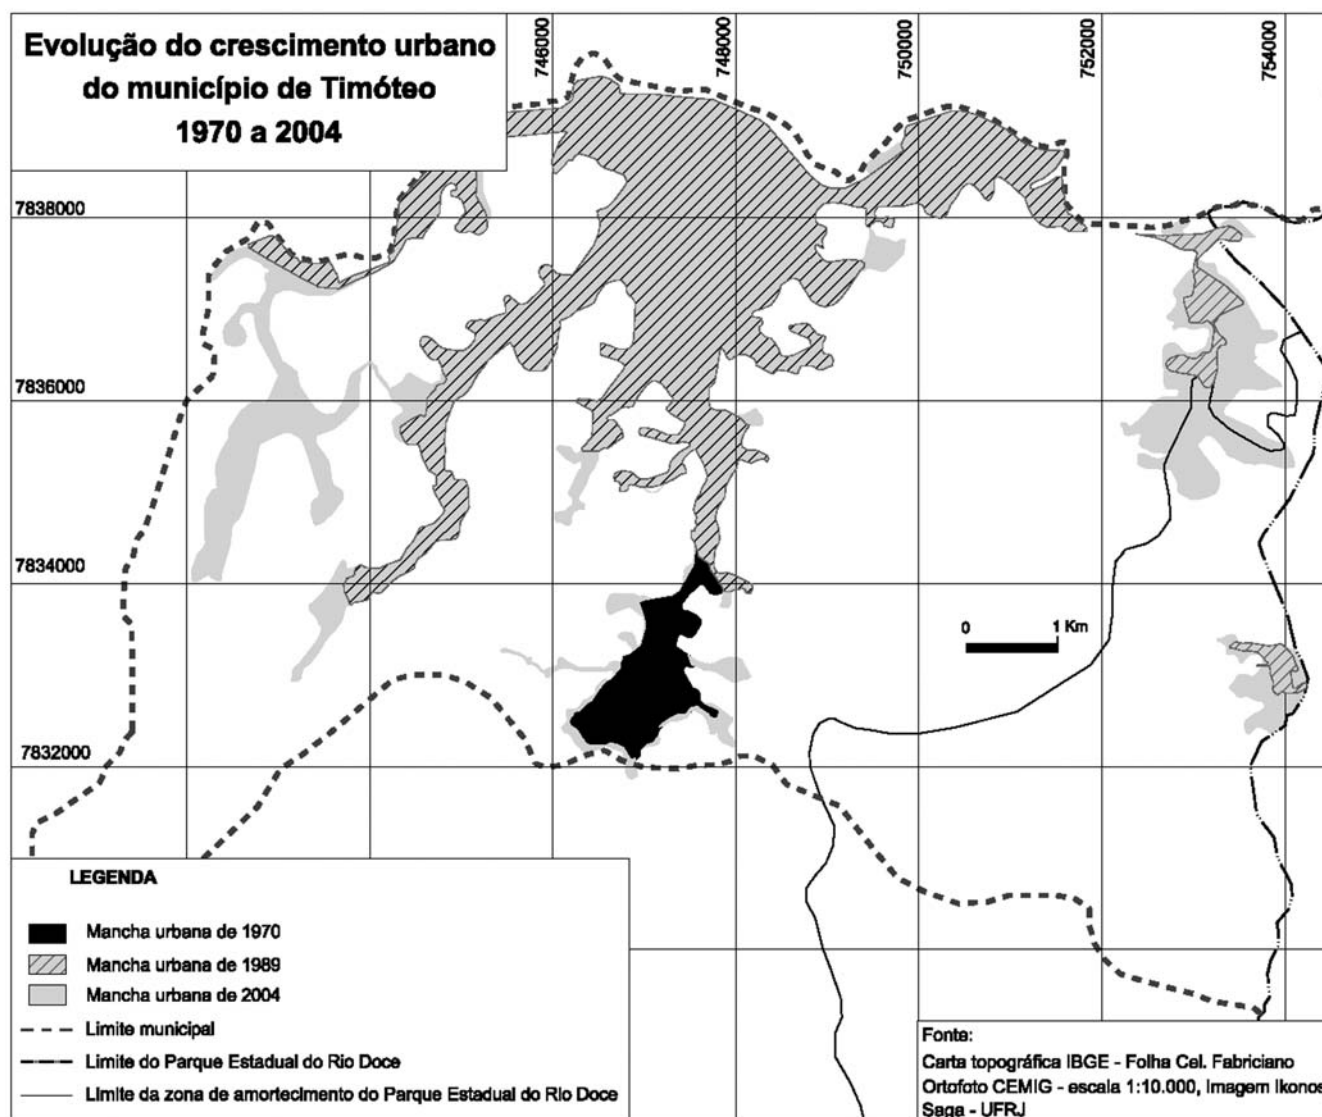 Evolução do crescimento urbano
do município de Timóteo
1970 a 2004
746000
748000
750000
752000
754000
7838000
7836000
7834000
7832000
0 1 Km
LEGENDA
Mancha urbana de 1970
Mancha urbana de 1989
Mancha urbana de 2004
Limite municipal
Limite do Parque Estadual do Rio Doce
Limite da zona de amortecimento do Parque Estadual do Rio Doce
Fonte:
Carta topográfica IBGE - Folha Cel. Fabriciano
Ortofoto CEMIG - escala 1:10.000, Imagem Ikonos
Saga - UFRJ